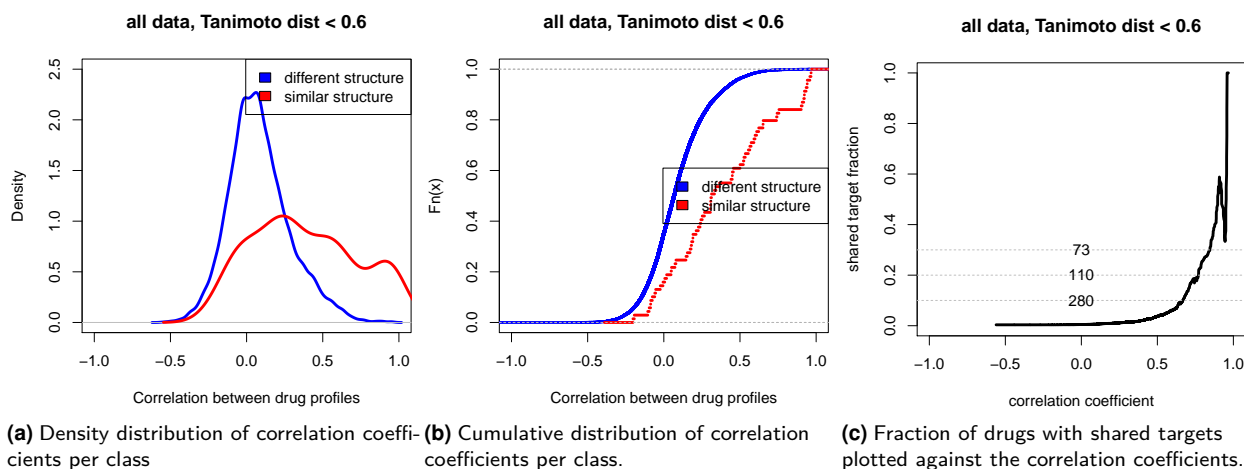 all data, Tanimoto dist < 0.6
Density
2.5
2.0
1.5
1.0
0.5
0.0
different structure
similar structure
−1.0 −0.5 0.0 0.5 1.0
Correlation between drug profiles
(a) Density distribution of correlation coeffi-
cients per class
all data, Tanimoto dist < 0.6
Fn(x)
1.0
0.8
0.6
0.4
0.2
0.0
different structure
similar structure
−1.0 −0.5 0.0 0.5 1.0
Correlation between drug profiles
(b) Cumulative distribution of correlation
coefficients per class.
all data, Tanimoto dist < 0.6
shared target fraction
1.0
0.8
0.6
0.4
0.2
0.0
73
110
280
−1.0 −0.5 0.0 0.5 1.0
correlation coefficient
(c) Fraction of drugs with shared targets
plotted against the correlation coefficients.